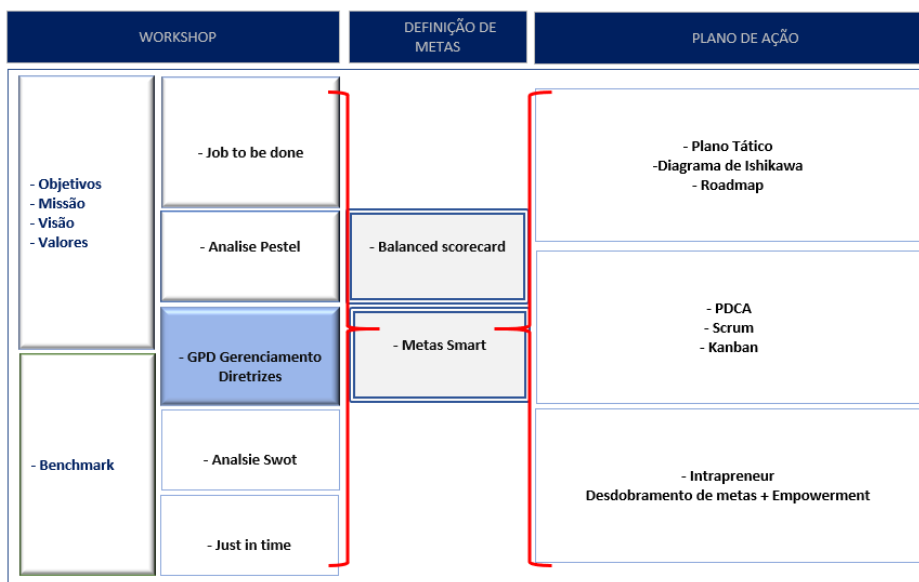 WORKSHOP
DEFINIÇÃO DE
METAS
PLANO DE AÇÃO
- Objetivos
- Missão
- Visão
- Valores
- Benchmark
- Job to be done
- Analise Pestel
- GPD Gerenciamento
Diretrizes
- Analsie Swot
- Just in time
- Balanced scorecard
- Metas Smart
- Plano Tático
-Diagrama de Ishikawa
- Roadmap
- PDCA
- Scrum
- Kanban
- Intrapreneur
Desdobramento de metas + Empowerment